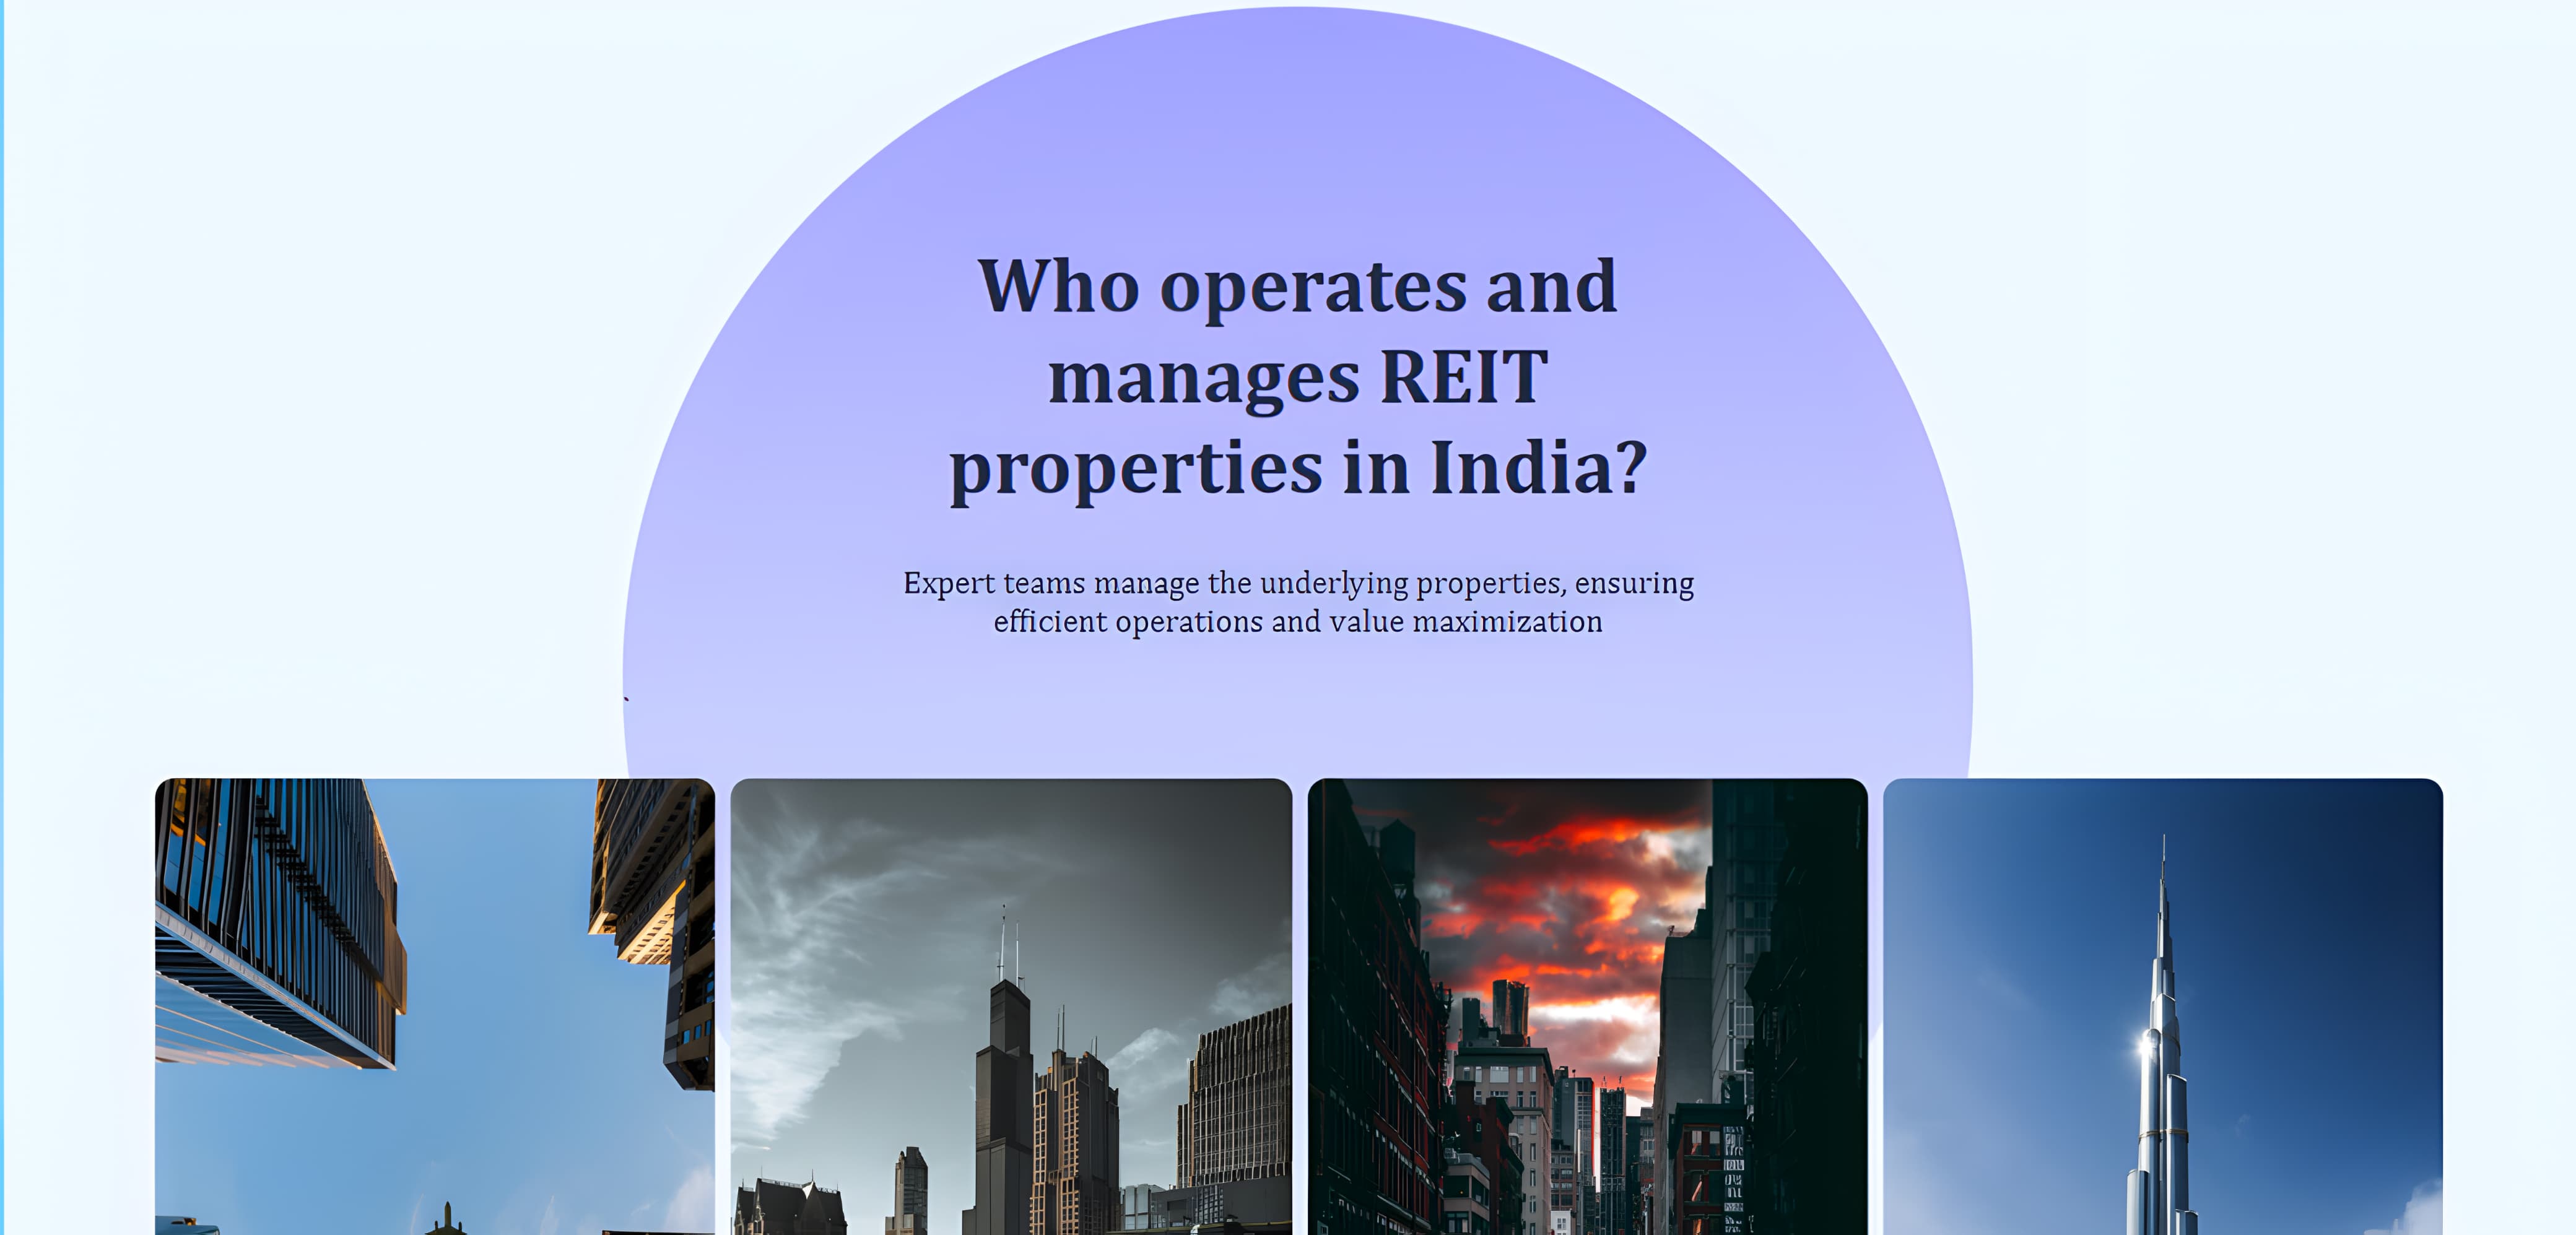 Who operates and
manages REIT
properties in India?
Expert teams manage the underlying properties, ensuring
efficient operations and value maximization